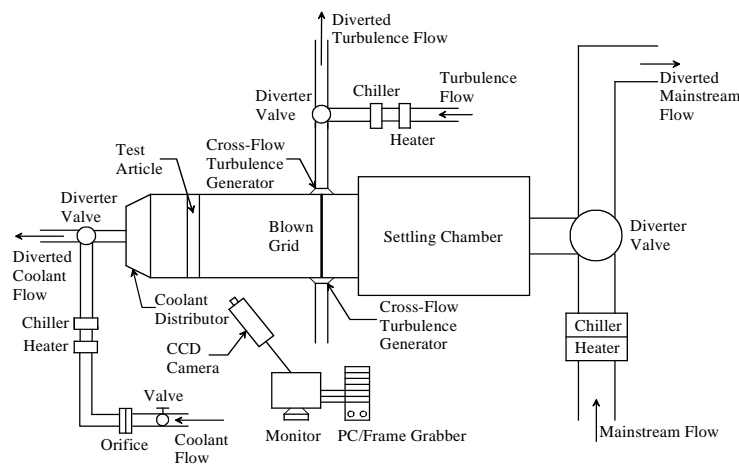 Diverted
Turbulence Flow
Turbulence
Flow
Chiller
Diverter
Valve
Heater
Diverted
Mainstream
Flow
Test
Article
Cross-Flow
Turbulence
Generator
Diverter
Valve
Blown
Grid
Settling Chamber
Diverter
Valve
Diverted
Coolant
Flow
Coolant
Distributor
Cross-Flow
Turbulence
Generator
Chiller
Heater
CCD
Camera
Chiller
Heater
Valve
Orifice
Coolant
Flow
Monitor
PC/Frame Grabber
Mainstream Flow